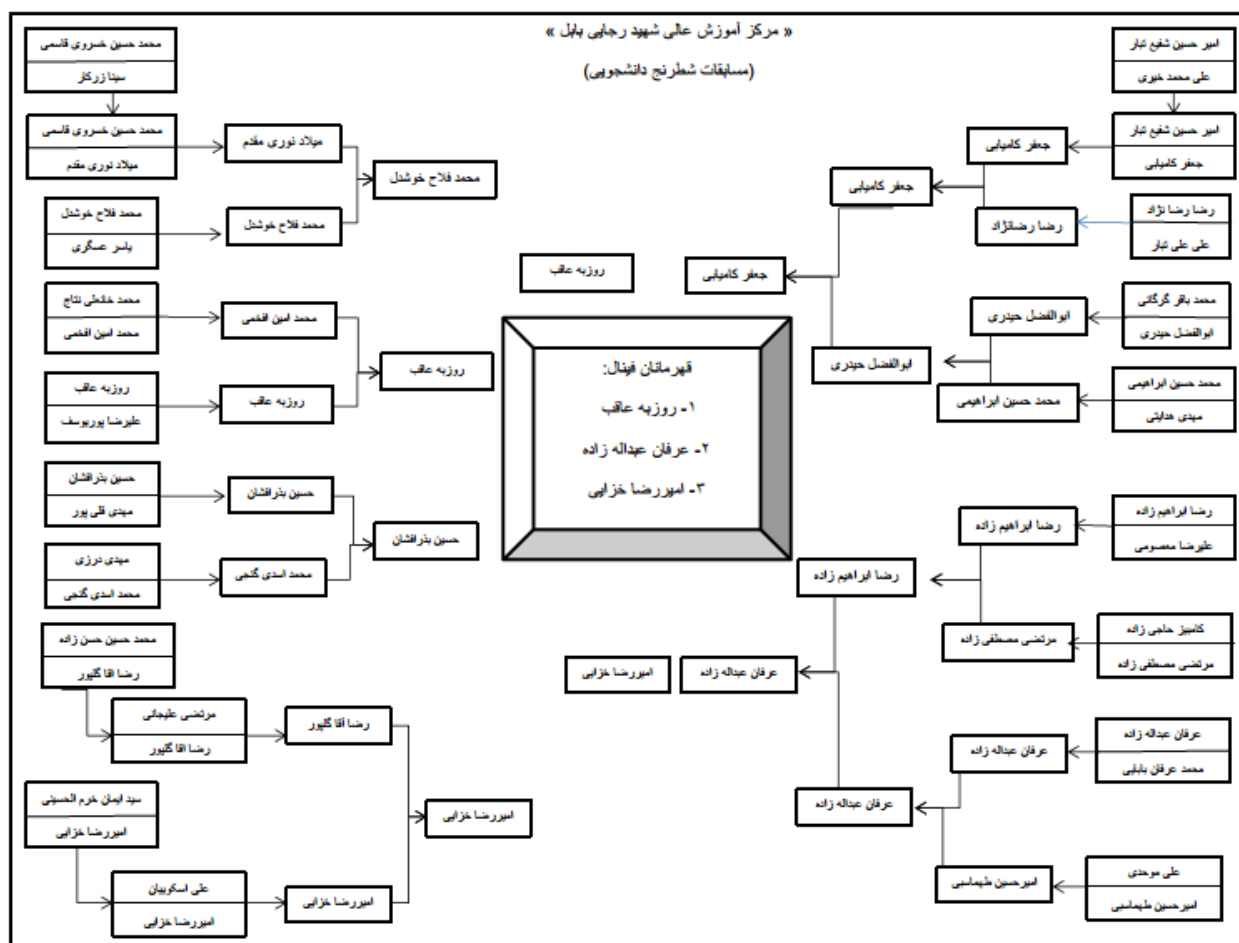 « مرکز آموزش عالی شهید رجایی بابل »
(مسابقات شطرنج دانشجویی)
امیر حسین شفیع تبار
علی محمد خیری
امیر حسین شفیع تبار
جعفر کامیابی
جعفر کامیابی
رضا رضا نژاد
علی علی تبار
رضا رضانژاد
جعفر کامیابی
محمد باقر گرگانی
ابوالفضل حیدری
ابوالفضل حیدری
محمد حسین ابراهیمی
مهدی هدایتی
محمد حسین ابراهیمی
ابوالفضل حیدری
جعفر کامیابی
رضا ابراهیم زاده
علیرضا معصومی
رضا ابراهیم زاده
کامبیز حاجی زاده
مرتضی مصطفی زاده
مرتضی مصطفی زاده
رضا ابراهیم زاده
عرفان عبداله زاده
محمد عرفان بابایی
عرفان عبداله زاده
علی موحدی
امیرحسین طهماسبی
امیرحسین طهماسبی
عرفان عبداله زاده
عرفان عبداله زاده
روزبه عاقب
قهرمانان فینال:
۱- روزبه عاقب
۲- عرفان عبداله زاده
۳- امیررضا خزایی
امیررضا خزایی
محمد حسین خسروی قاسمی
سینا زرکار
محمد حسین خسروی قاسمی
میلاد نوری مقدم
میلاد نوری مقدم
محمد فلاح خوشدل
یاسر عسگری
محمد فلاح خوشدل
محمد فلاح خوشدل
محمد خانعلی نتاج
محمد امین افخمی
محمد امین افخمی
روزبه عاقب
علیرضا پوریوسف
روزبه عاقب
روزبه عاقب
حسین بذرافشان
مهدی قلی پور
حسین بذرافشان
مهدی درزی
محمد اسدی گنجی
محمد اسدی گنجی
حسین بذرافشان
محمد حسین حسن زاده
رضا اقا گلپور
مرتضی علیجانی
رضا اقا گلپور
رضا آقا گلپور
سید ایمان خرم الحسینی
امیررضا خزایی
علی اسکوییان
امیررضا خزایی
امیررضا خزایی
امیررضا خزایی